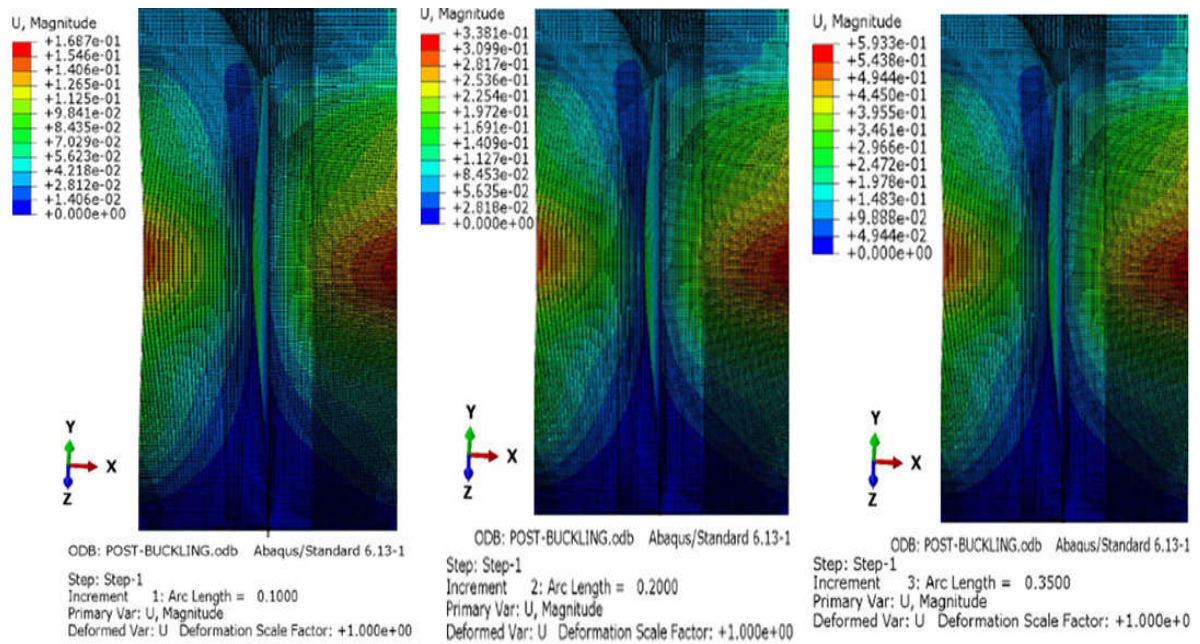 U, Magnitude
+1.687e-01
+1.546e-01
+1.406e-01
+1.265e-01
+1.125e-01
+9.841e-02
+8.435e-02
+7.029e-02
+5.623e-02
+4.218e-02
+2.812e-02
+1.406e-02
+0.000e+00
Y
X
Z
ODB: POST-BUCKLING.odb Abaqus/Standard 6.13-1
Step: Step-1
Increment 1: Arc Length = 0.1000
Primary Var: U, Magnitude
Deformed Var: U Deformation Scale Factor: +1.000e+00
U, Magnitude
+3.381e-01
+3.099e-01
+2.817e-01
+2.536e-01
+2.254e-01
+1.972e-01
+1.691e-01
+1.409e-01
+1.127e-01
+8.453e-02
+5.635e-02
+2.818e-02
+0.000e+00
Y
X
Z
ODB: POST-BUCKLING.odb Abaqus/Standard 6.13-1
Step: Step-1
Increment 2: Arc Length = 0.2000
Primary Var: U, Magnitude
Deformed Var: U Deformation Scale Factor: +1.000e+00
U, Magnitude
+5.933e-01
+5.438e-01
+4.944e-01
+4.450e-01
+3.955e-01
+3.461e-01
+2.966e-01
+2.472e-01
+1.978e-01
+1.483e-01
+9.888e-02
+4.944e-02
+0.000e+00
Y
X
Z
ODB: POST-BUCKLING.odb Abaqus/Standard 6.13-1
Step: Step-1
Increment 3: Arc Length = 0.3500
Primary Var: U, Magnitude
Deformed Var: U Deformation Scale Factor: +1.000e+0